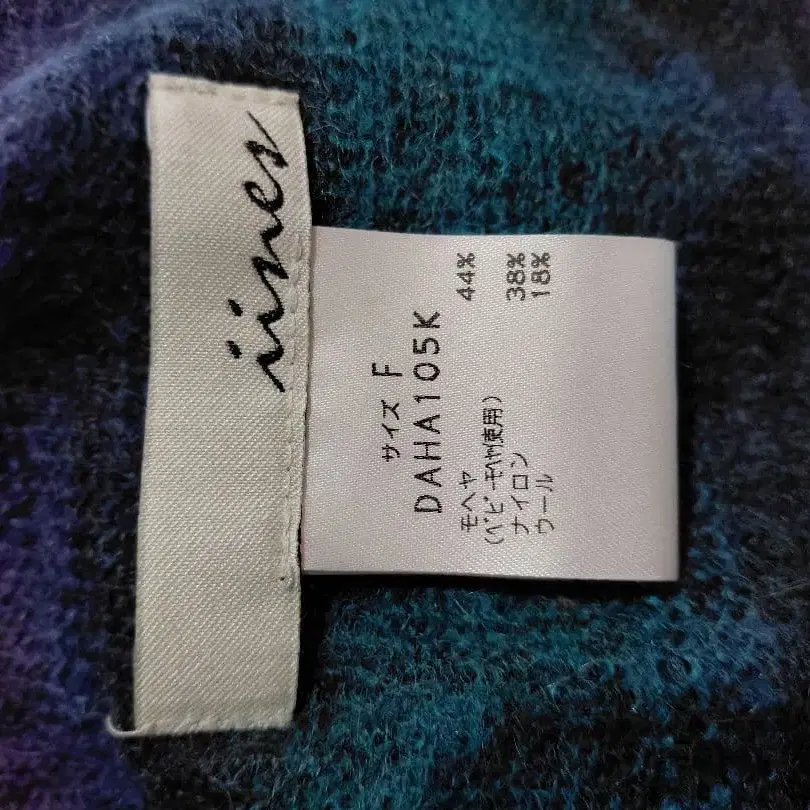 iines
サイズ F
DAHA105K
モヘヤ 44%
(ﾍﾞﾋﾞｰﾓﾍﾔ使用)
ナイロン 38%
ウール 18%